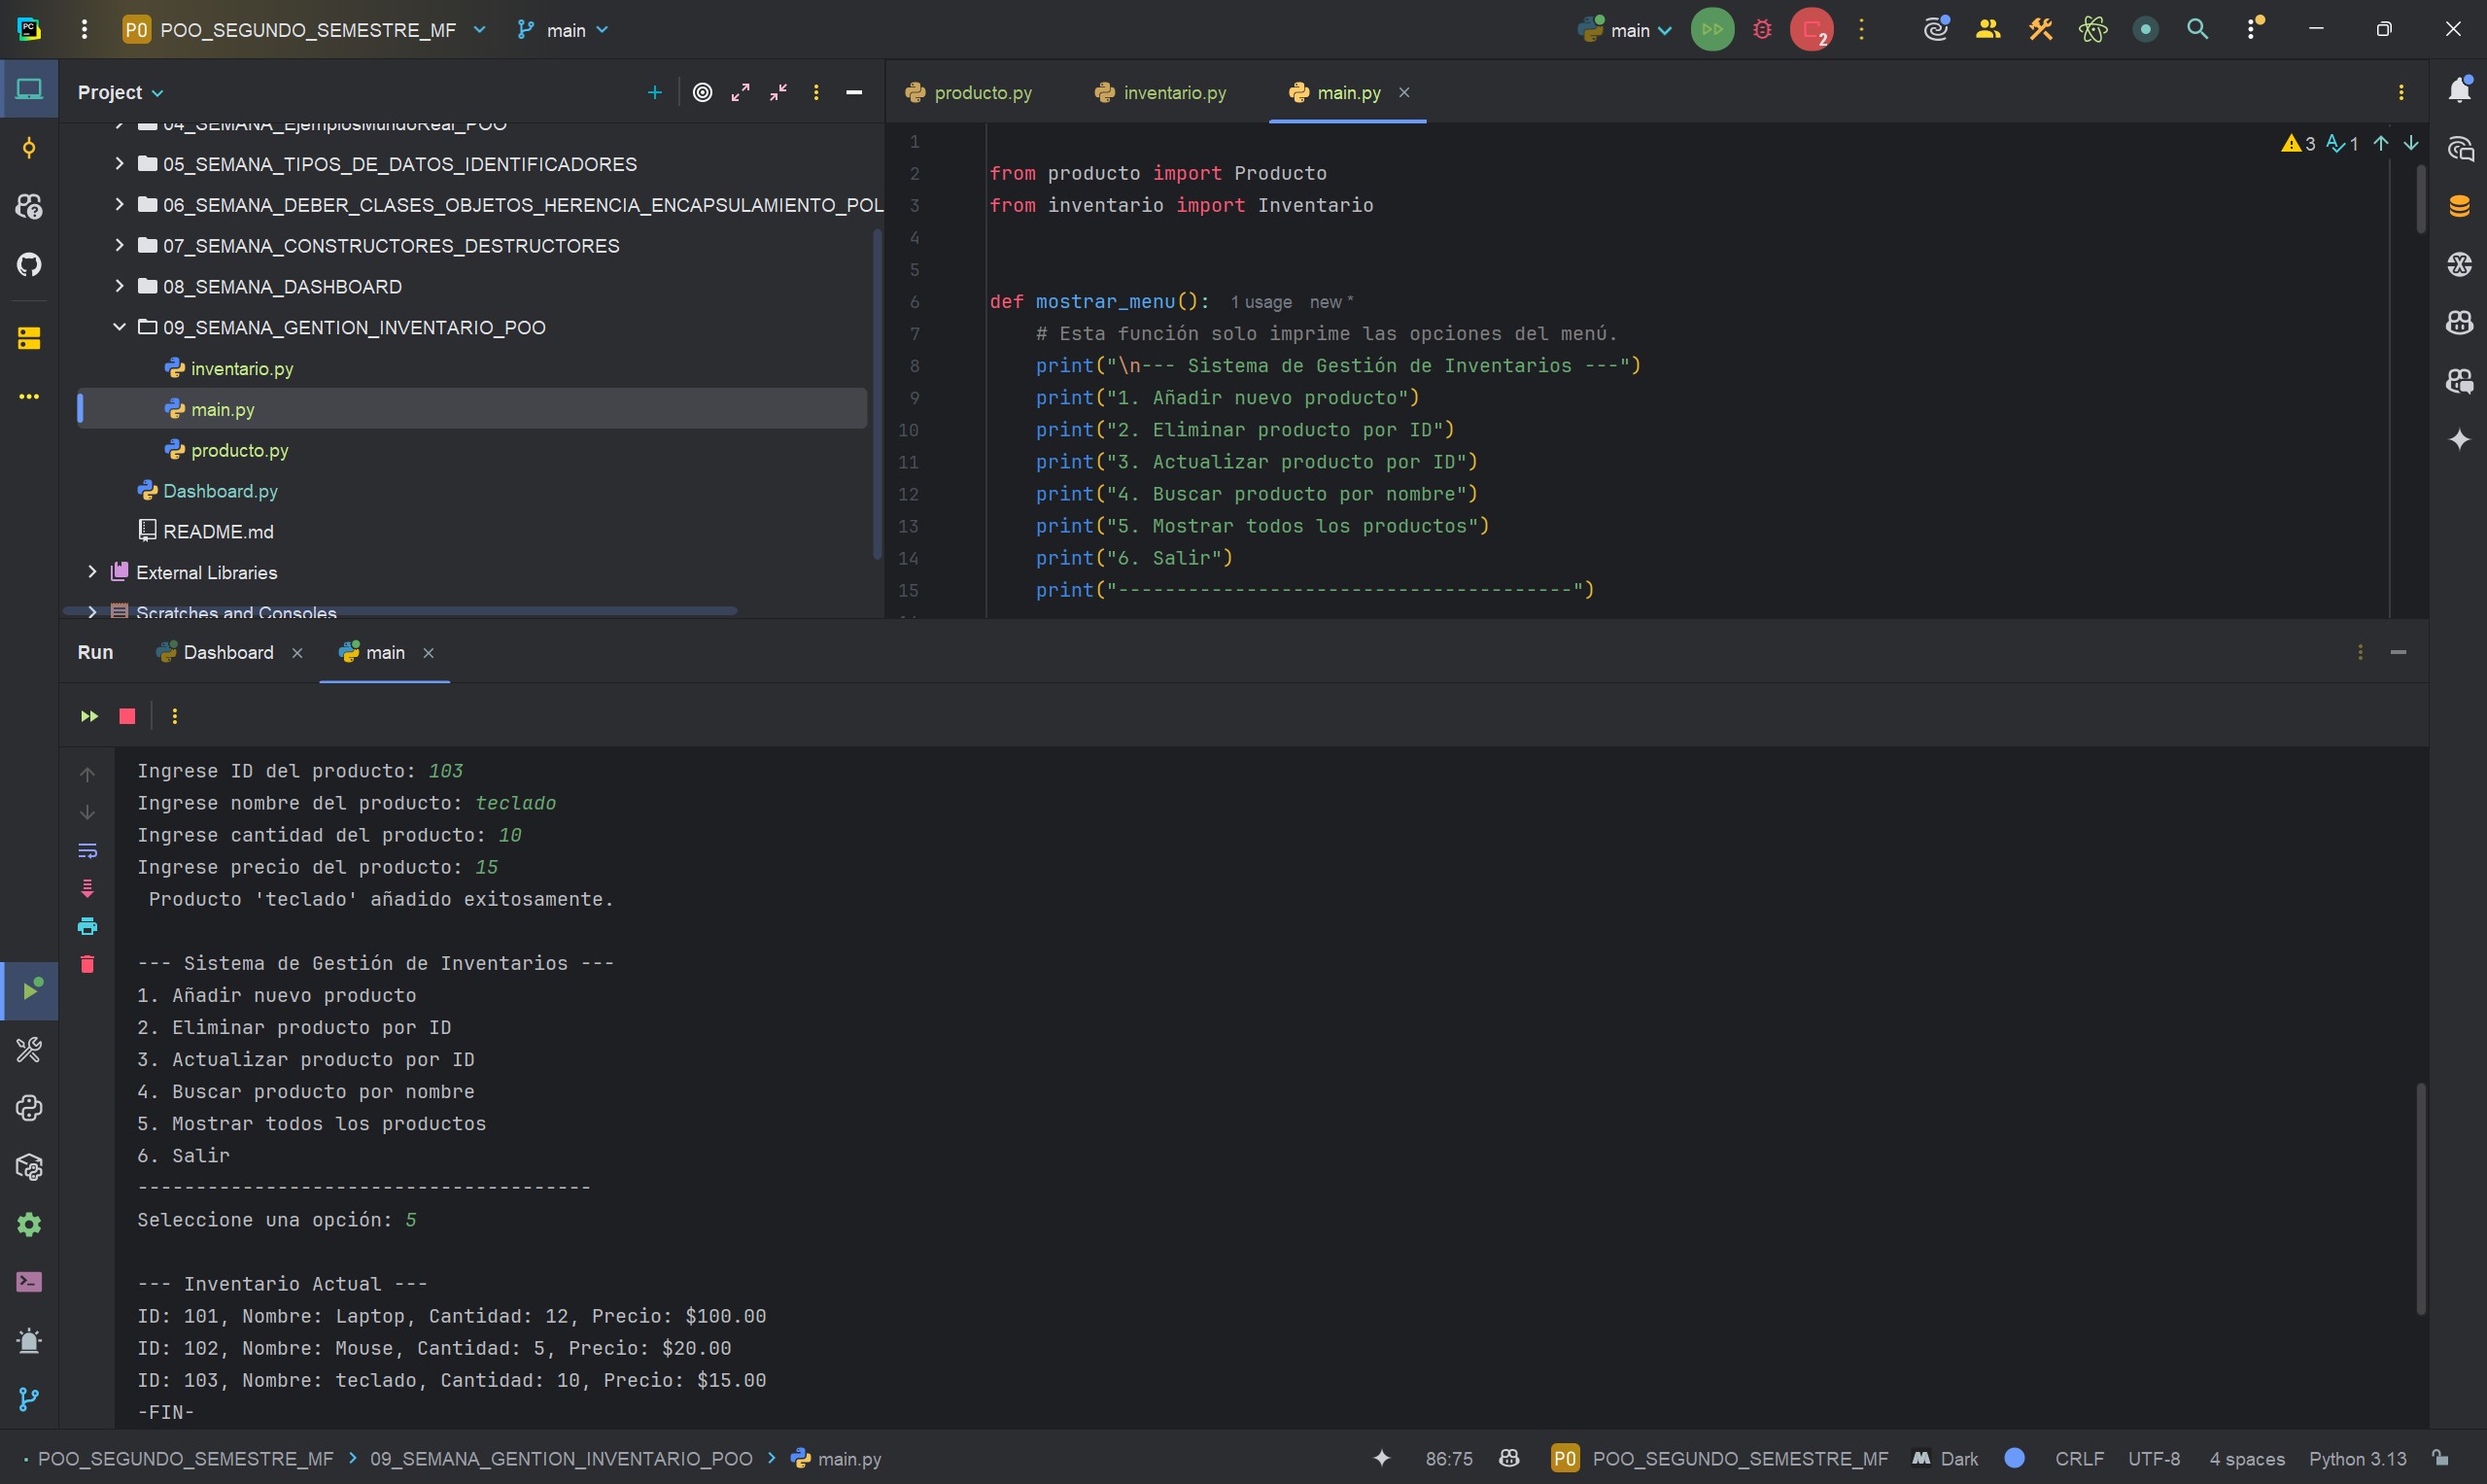 PC PO POO_SEGUNDO_SEMESTRE_MF main main 2
Project
04_SEMANA_EjemplosMundoReal_POO
05_SEMANA_TIPOS_DE_DATOS_IDENTIFICADORES
06_SEMANA_DEBER_CLASES_OBJETOS_HERENCIA_ENCAPSULAMIENTO_POL
07_SEMANA_CONSTRUCTORES_DESTRUCTORES
08_SEMANA_DASHBOARD
09_SEMANA_GENTION_INVENTARIO_POO
inventario.py
main.py
producto.py
Dashboard.py
README.md
External Libraries
Scratches and Consoles
producto.py inventario.py main.py
3 1
1
2 from producto import Producto
3 from inventario import Inventario
4
5
6 def mostrar_menu(): 1 usage new *
7 # Esta función solo imprime las opciones del menú.
8 print("\n--- Sistema de Gestión de Inventarios ---")
9 print("1. Añadir nuevo producto")
10 print("2. Eliminar producto por ID")
11 print("3. Actualizar producto por ID")
12 print("4. Buscar producto por nombre")
13 print("5. Mostrar todos los productos")
14 print("6. Salir")
15 print("---------------------------------------")
Run Dashboard main
Ingrese ID del producto: 103
Ingrese nombre del producto: teclado
Ingrese cantidad del producto: 10
Ingrese precio del producto: 15
Producto 'teclado' añadido exitosamente.
--- Sistema de Gestión de Inventarios ---
1. Añadir nuevo producto
2. Eliminar producto por ID
3. Actualizar producto por ID
4. Buscar producto por nombre
5. Mostrar todos los productos
6. Salir
---------------------------------------
Seleccione una opción: 5
--- Inventario Actual ---
ID: 101, Nombre: Laptop, Cantidad: 12, Precio: $100.00
ID: 102, Nombre: Mouse, Cantidad: 5, Precio: $20.00
ID: 103, Nombre: teclado, Cantidad: 10, Precio: $15.00
-FIN-
POO_SEGUNDO_SEMESTRE_MF 09_SEMANA_GENTION_INVENTARIO_POO main.py 86:75 PO POO_SEGUNDO_SEMESTRE_MF Dark CRLF UTF-8 4 spaces Python 3.13